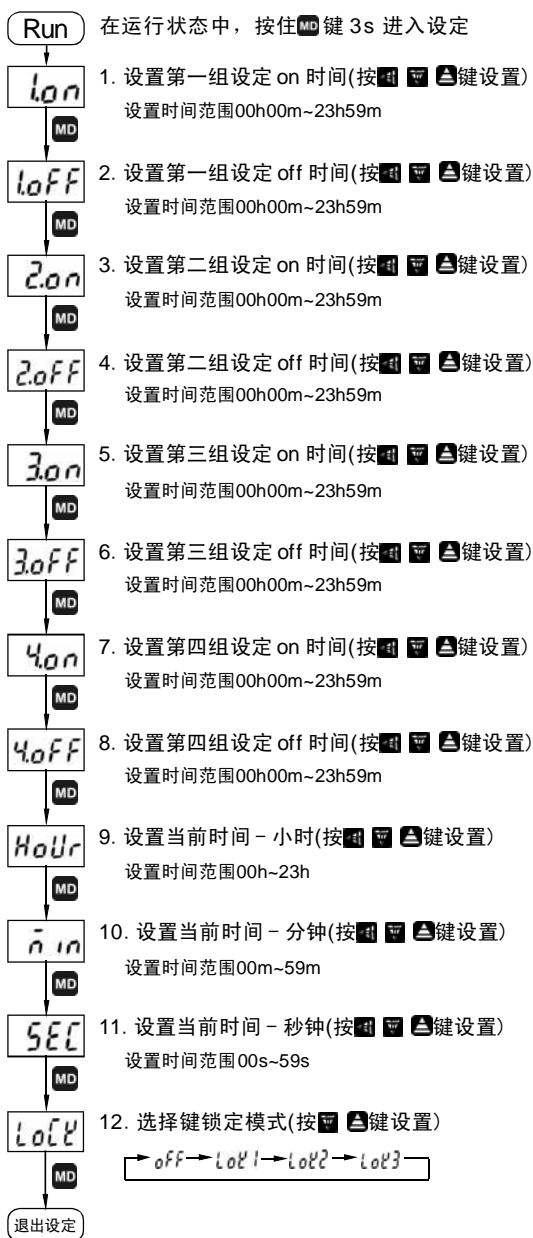 Run 在运行状态中，按住MD键 3s 进入设定
1.on 1. 设置第一组设定 on 时间(按键设置)
设置时间范围00h00m~23h59m
MD
1.oFF 2. 设置第一组设定 off 时间(按键设置)
设置时间范围00h00m~23h59m
MD
2.on 3. 设置第二组设定 on 时间(按键设置)
设置时间范围00h00m~23h59m
MD
2.oFF 4. 设置第二组设定 off 时间(按键设置)
设置时间范围00h00m~23h59m
MD
3.on 5. 设置第三组设定 on 时间(按键设置)
设置时间范围00h00m~23h59m
MD
3.oFF 6. 设置第三组设定 off 时间(按键设置)
设置时间范围00h00m~23h59m
MD
4.on 7. 设置第四组设定 on 时间(按键设置)
设置时间范围00h00m~23h59m
MD
4.oFF 8. 设置第四组设定 off 时间(按键设置)
设置时间范围00h00m~23h59m
MD
HoUr 9. 设置当前时间－小时(按键设置)
设置时间范围00h~23h
MD
min 10. 设置当前时间－分钟(按键设置)
设置时间范围00m~59m
MD
SEC 11. 设置当前时间－秒钟(按键设置)
设置时间范围00s~59s
MD
LoCK 12. 选择键锁定模式(按键设置)
oFF LoK1 LoK2 LoK3
MD
退出设定